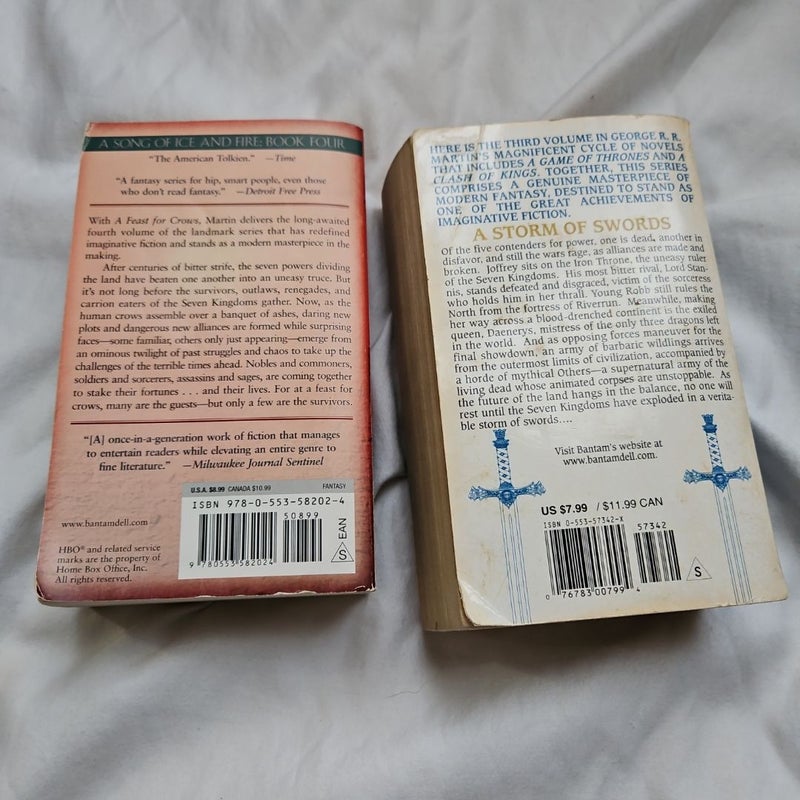 A SONG OF ICE AND FIRE: BOOK FOUR
"The American Tolkien." —Time
"A fantasy series for hip, smart people, even those
who don't read fantasy." —Detroit Free Press
With A Feast for Crows, Martin delivers the long-awaited
fourth volume of the landmark series that has redefined
imaginative fiction and stands as a modern masterpiece in the
making.
After centuries of bitter strife, the seven powers dividing
the land have beaten one another into an uneasy truce. But
it's not long before the survivors, outlaws, renegades, and
carrion eaters of the Seven Kingdoms gather. Now, as the
human crows assemble over a banquet of ashes, daring new
plots and dangerous new alliances are formed while surprising
faces—some familiar, others only just appearing—emerge from
an ominous twilight of past struggles and chaos to take up the
challenges of the terrible times ahead. Nobles and commoners,
soldiers and sorcerers, assassins and sages, are coming together
to stake their fortunes . . . and their lives. For at a feast for
crows, many are the guests—but only a few are the survivors.
"[A] once-in-a-generation work of fiction that manages
to entertain readers while elevating an entire genre to
fine literature." —Milwaukee Journal Sentinel
U.S.A. $8.99 CANADA $10.99 FANTASY
ISBN 978-0-553-58202-4
50899
EAN
S
9 780553 582024
www.bantamdell.com
HBO® and related service
marks are the property of
Home Box Office, Inc.
All rights reserved.
HERE IS THE THIRD VOLUME IN GEORGE R. R.
MARTIN'S MAGNIFICENT CYCLE OF NOVELS
THAT INCLUDES A GAME OF THRONES AND A
CLASH OF KINGS. TOGETHER, THIS SERIES
COMPRISES A GENUINE MASTERPIECE OF
MODERN FANTASY, DESTINED TO STAND AS
ONE OF THE GREAT ACHIEVEMENTS OF
IMAGINATIVE FICTION.
A STORM OF SWORDS
Of the five contenders for power, one is dead, another in
disfavor, and still the wars rage, as alliances are made and
broken. Joffrey sits on the Iron Throne, the uneasy ruler
of the Seven Kingdoms. His most bitter rival, Lord Stan-
nis, stands defeated and disgraced, victim of the sorceress
who holds him in her thrall. Young Robb still rules the
North from the fortress of Riverrun. Meanwhile, making
her way across a blood-drenched continent is the exiled
queen, Daenerys, mistress of the only three dragons left
in the world. And as opposing forces maneuver for the
final showdown, an army of barbaric wildlings arrives
from the outermost limits of civilization, accompanied by
a horde of mythical Others—a supernatural army of the
living dead whose animated corpses are unstoppable. As
the future of the land hangs in the balance, no one will
rest until the Seven Kingdoms have exploded in a verita-
ble storm of swords....
Visit Bantam's website at
www.bantamdell.com.
US $7.99 / $11.99 CAN
ISBN 0-553-57342-X
57342
S
0 76783 00799 4